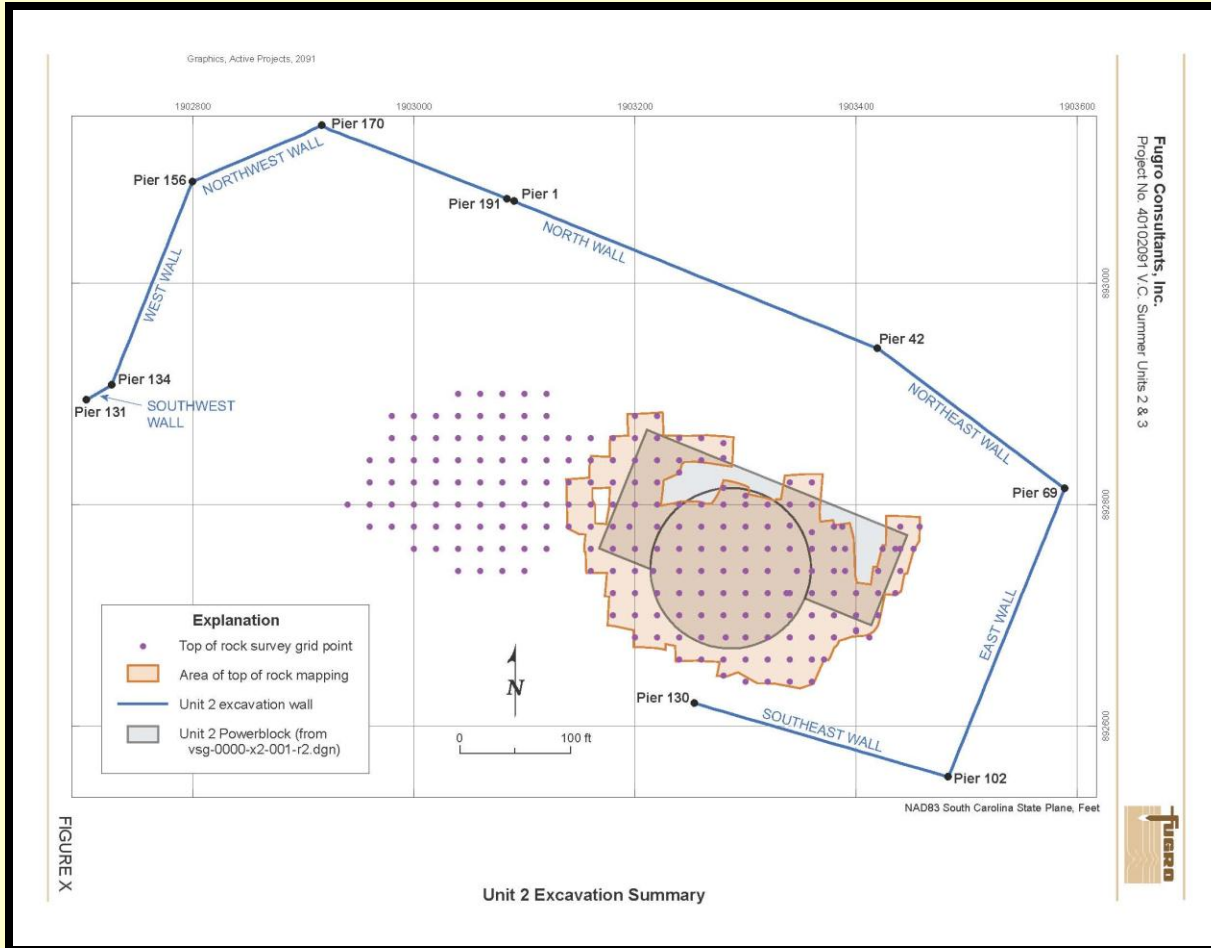 Graphics, Active Projects, 2091
1902800
1903000
1903200
1903400
1903600
Pier 170
Pier 156
NORTHWEST WALL
Pier 191
Pier 1
NORTH WALL
WEST WALL
893000
Pier 42
Pier 134
Pier 131
SOUTHWEST
WALL
NORTHEAST WALL
Pier 69
892800
EAST WALL
Explanation
Top of rock survey grid point
Area of top of rock mapping
Unit 2 excavation wall
Unit 2 Powerblock (from
vsg-0000-x2-001-r2.dgn)
N
0
100 ft
Pier 130
SOUTHEAST WALL
892600
Pier 102
NAD83 South Carolina State Plane, Feet
Fugro Consultants, Inc.
Project No. 40102091 V.C. Summer Units 2 & 3
FUGRO
FIGURE X
Unit 2 Excavation Summary